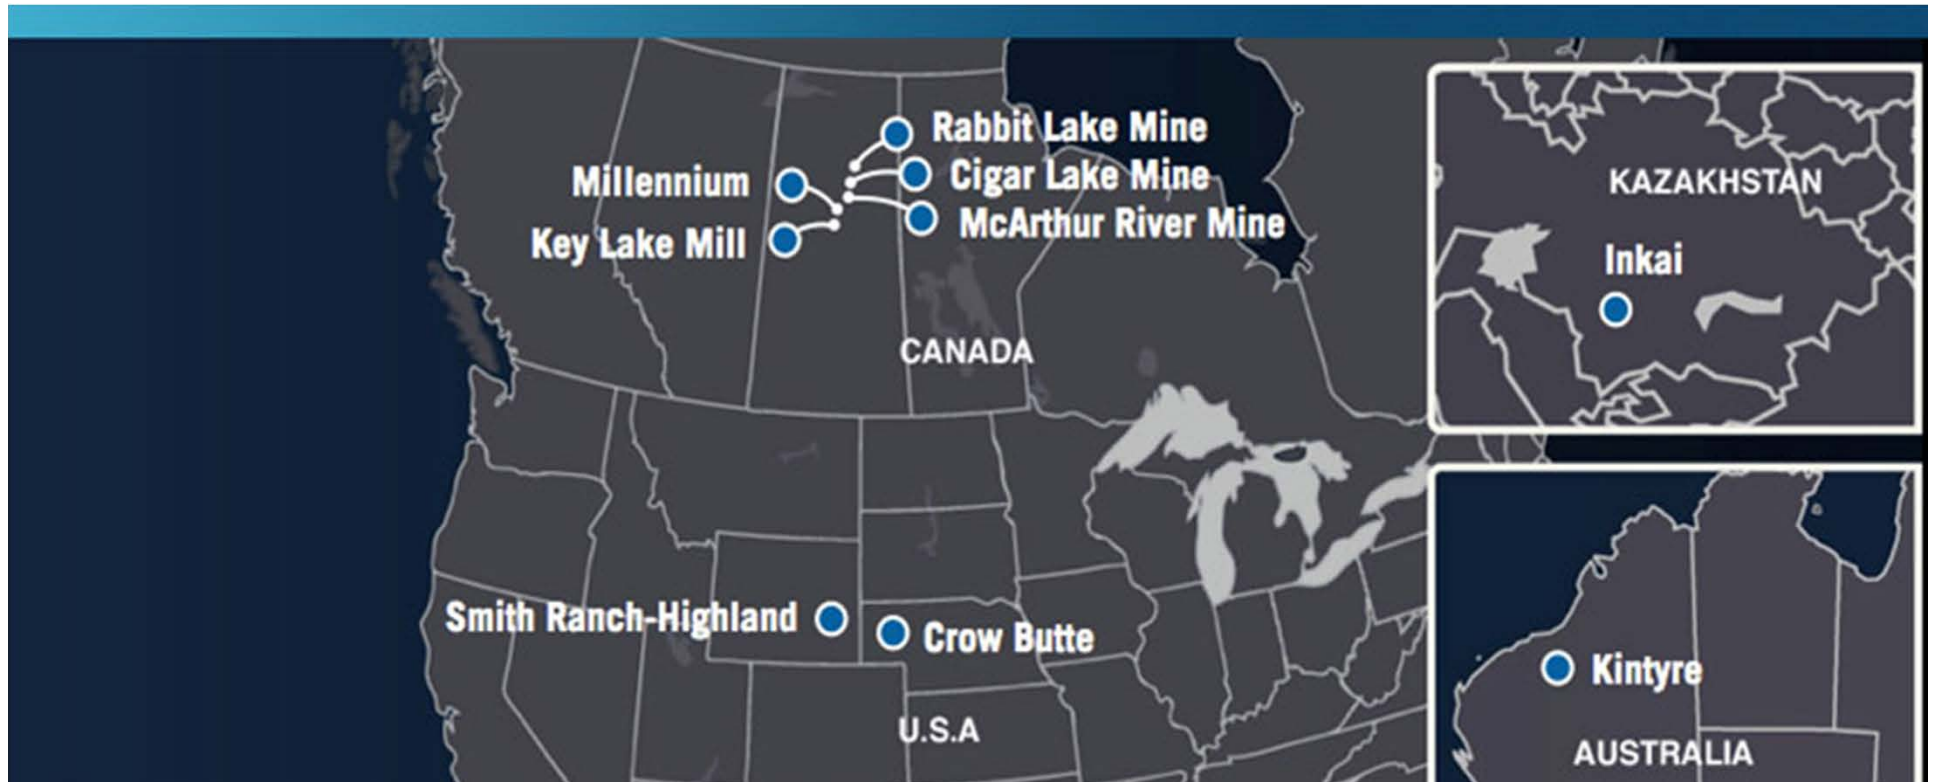 Rabbit Lake Mine
Millennium
Cigar Lake Mine
Key Lake Mill
McArthur River Mine
CANADA
KAZAKHSTAN
Inkai
Smith Ranch-Highland
Crow Butte
U.S.A
Kintyre
AUSTRALIA